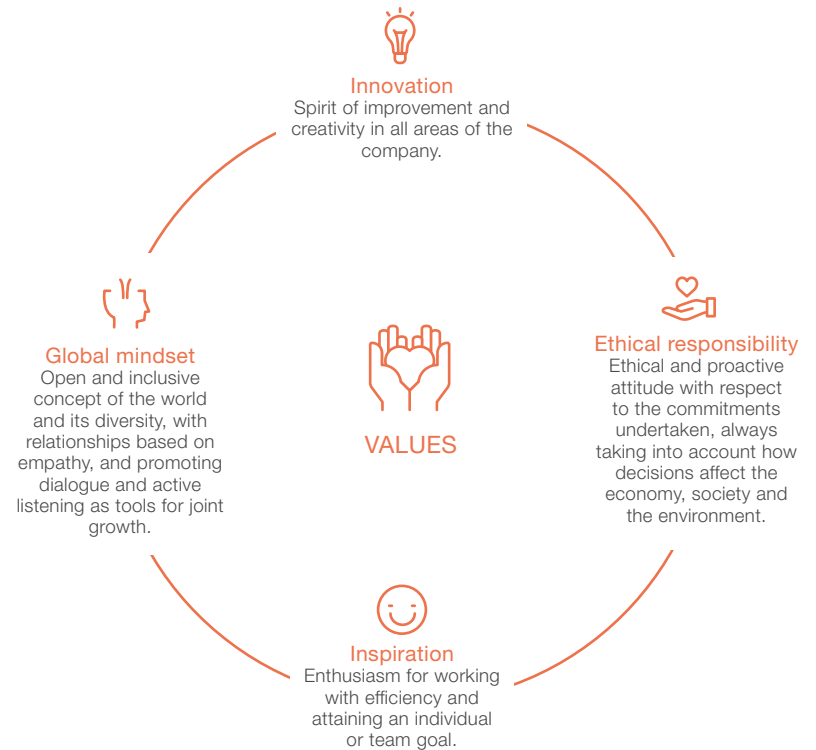 Innovation
Spirit of improvement and
creativity in all areas of the
company.
Global mindset
Open and inclusive
concept of the world
and its diversity, with
relationships based on
empathy, and promoting
dialogue and active
listening as tools for joint
growth.
VALUES
Ethical responsibility
Ethical and proactive
attitude with respect
to the commitments
undertaken, always
taking into account how
decisions affect the
economy, society and
the environment.
Inspiration
Enthusiasm for working
with efficiency and
attaining an individual
or team goal.